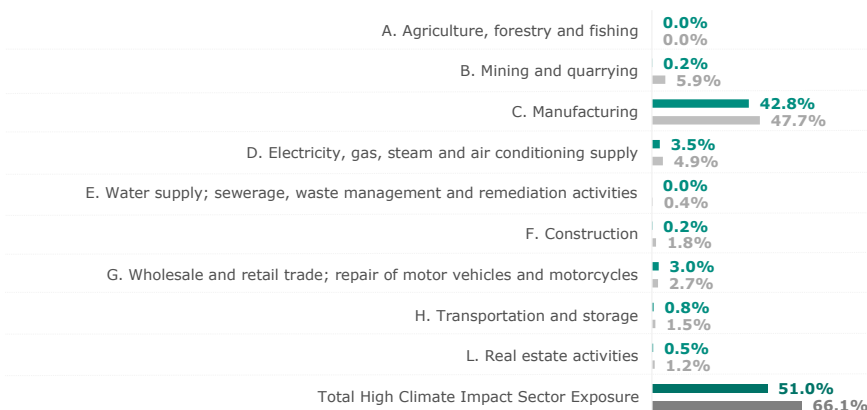 A. Agriculture, forestry and fishing
0.0%
0.0%
B. Mining and quarrying
0.2%
5.9%
C. Manufacturing
42.8%
47.7%
D. Electricity, gas, steam and air conditioning supply
3.5%
4.9%
E. Water supply; sewerage, waste management and remediation activities
0.0%
0.4%
F. Construction
0.2%
1.8%
G. Wholesale and retail trade; repair of motor vehicles and motorcycles
3.0%
2.7%
H. Transportation and storage
0.8%
1.5%
L. Real estate activities
0.5%
1.2%
Total High Climate Impact Sector Exposure
51.0%
66.1%